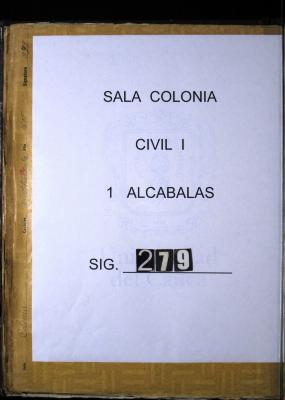 SALA COLONIA
CIVIL I
1 ALCABALAS
SIG. 279